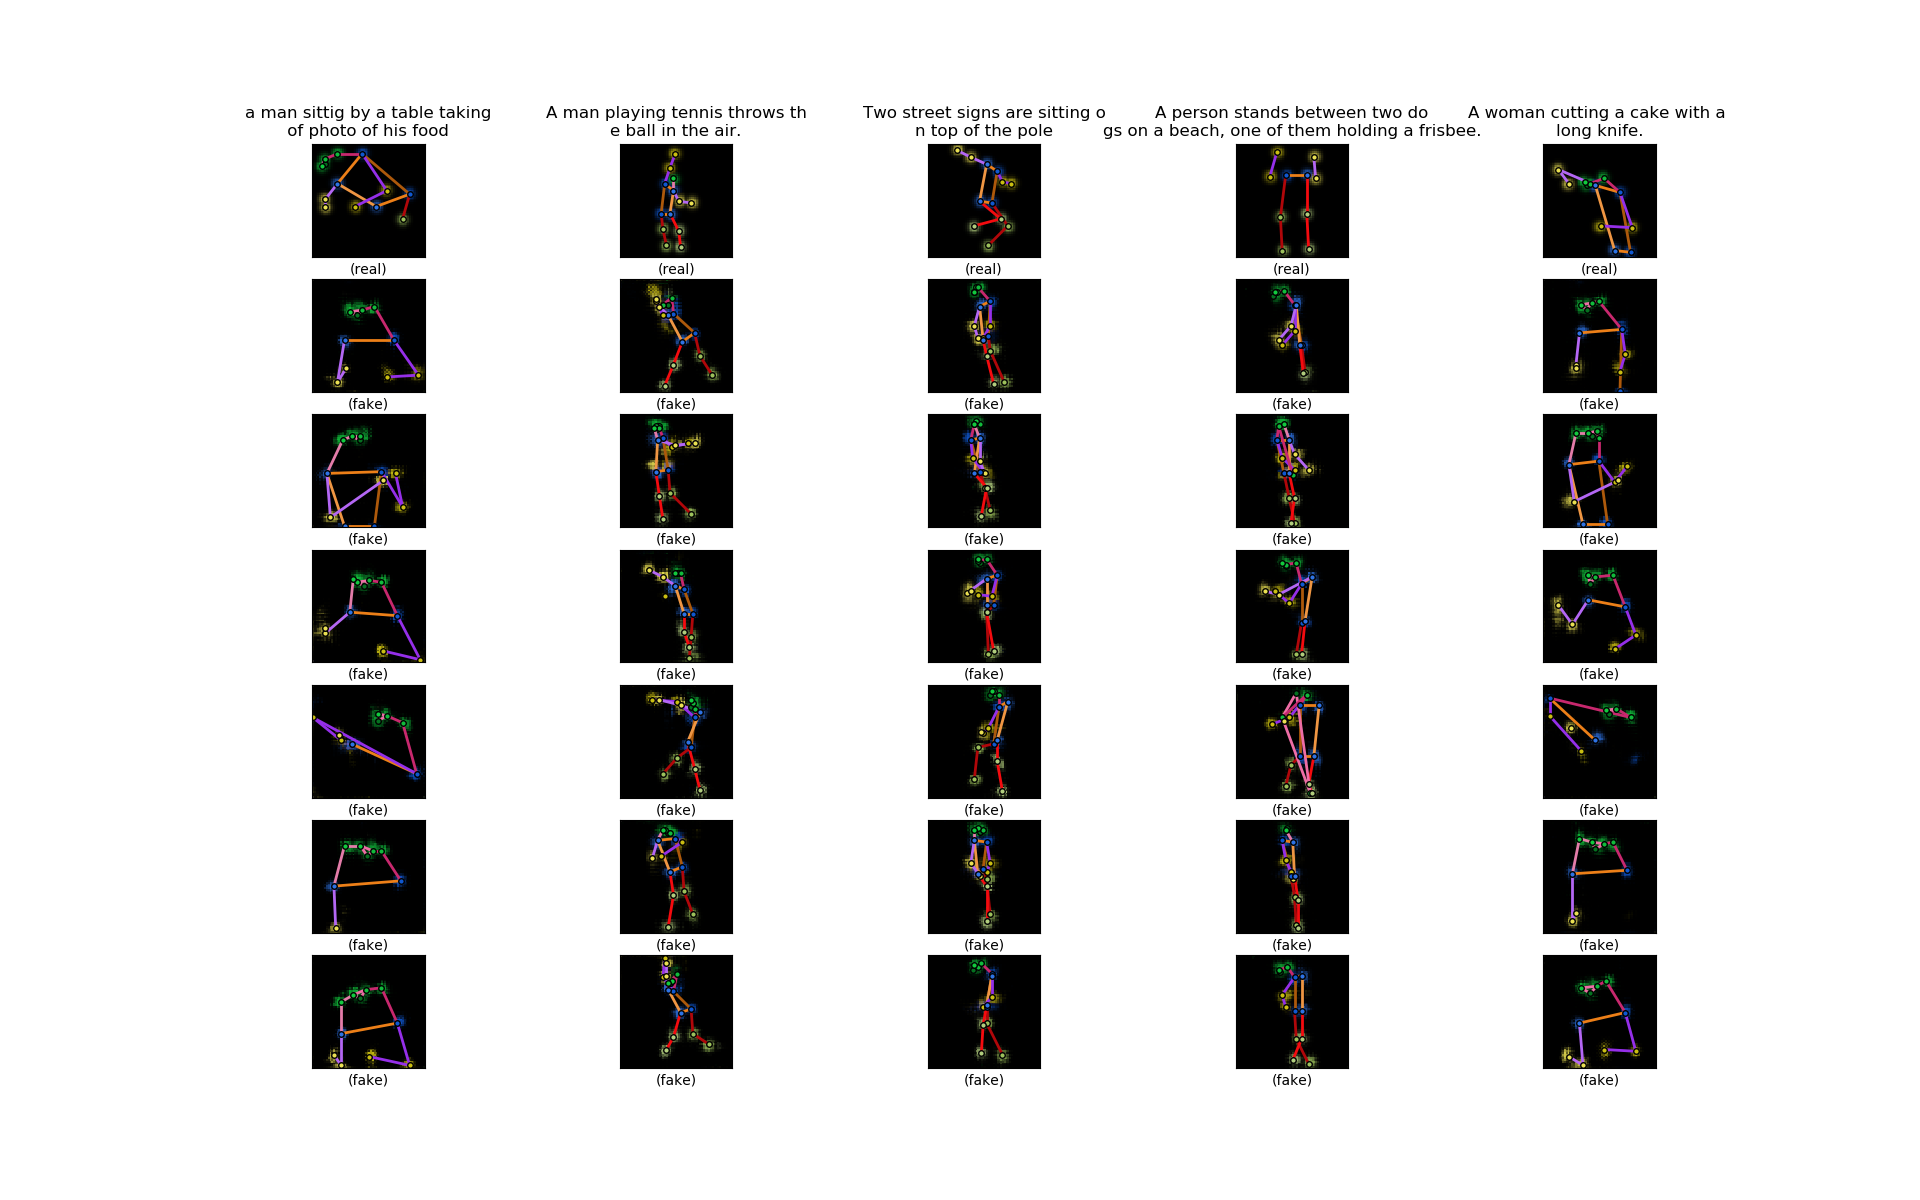 a man sittig by a table taking
of photo of his food
A man playing tennis throws th
e ball in the air.
Two street signs are sitting o
n top of the pole
A person stands between two do
gs on a beach, one of them holding a frisbee.
A woman cutting a cake with a
long knife.
(real) (real) (real) (real) (real)
(fake) (fake) (fake) (fake) (fake)
(fake) (fake) (fake) (fake) (fake)
(fake) (fake) (fake) (fake) (fake)
(fake) (fake) (fake) (fake) (fake)
(fake) (fake) (fake) (fake) (fake)
(fake) (fake) (fake) (fake) (fake)